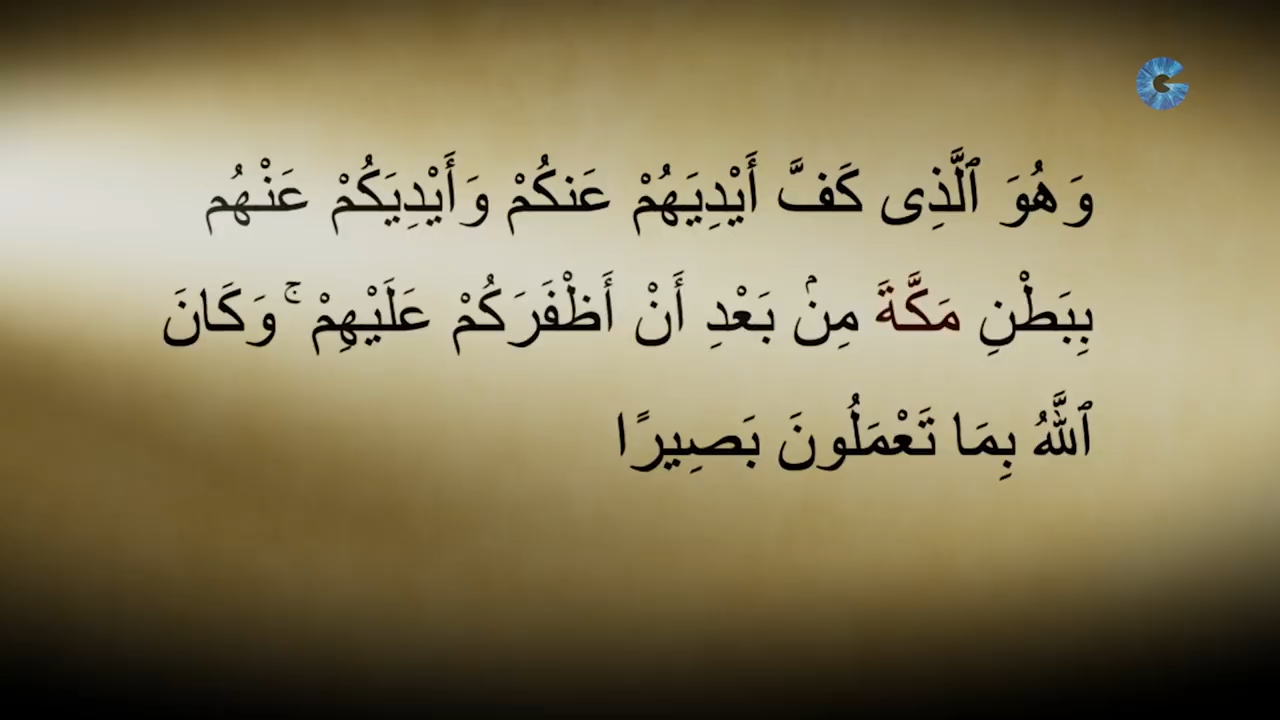 وَهُوَ ٱلَّذِى كَفَّ أَيْدِيَهُمْ عَنكُمْ وَأَيْدِيَكُمْ عَنْهُم
بِبَطْنِ مَكَّةَ مِنۢ بَعْدِ أَنْ أَظْفَرَكُمْ عَلَيْهِمْ ۚ وَكَانَ
ٱللَّهُ بِمَا تَعْمَلُونَ بَصِيرًا